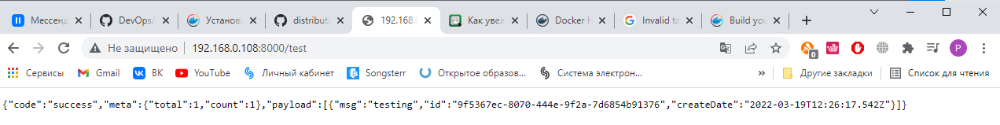 Мессенд
DevOps/
Установ
distributi
192.168.
Как увел
Docker H
Invalid ta
Build you
Не защищено
192.168.0.108:8000/test
0
P
Сервисы
Gmail
ВК
YouTube
Личный кабинет
Songsterr
Открытое образов...
Система электрон...
»
Другие закладки
Список для чтения
{"code":"success","meta":{"total":1,"count":1},"payload":[{"msg":"testing","id":"9f5367ec-8070-444e-9f2a-7d6854b91376","createDate":"2022-03-19T12:26:17.542Z"}]}